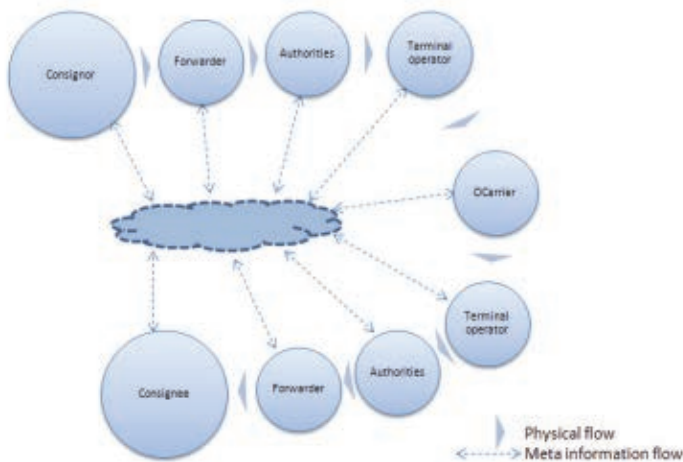 Consignor
Forwarder
Authorities
Terminal
operator
OCarrier
Terminal
operator
Authorities
Forwarder
Consignee
Physical flow
Meta information flow